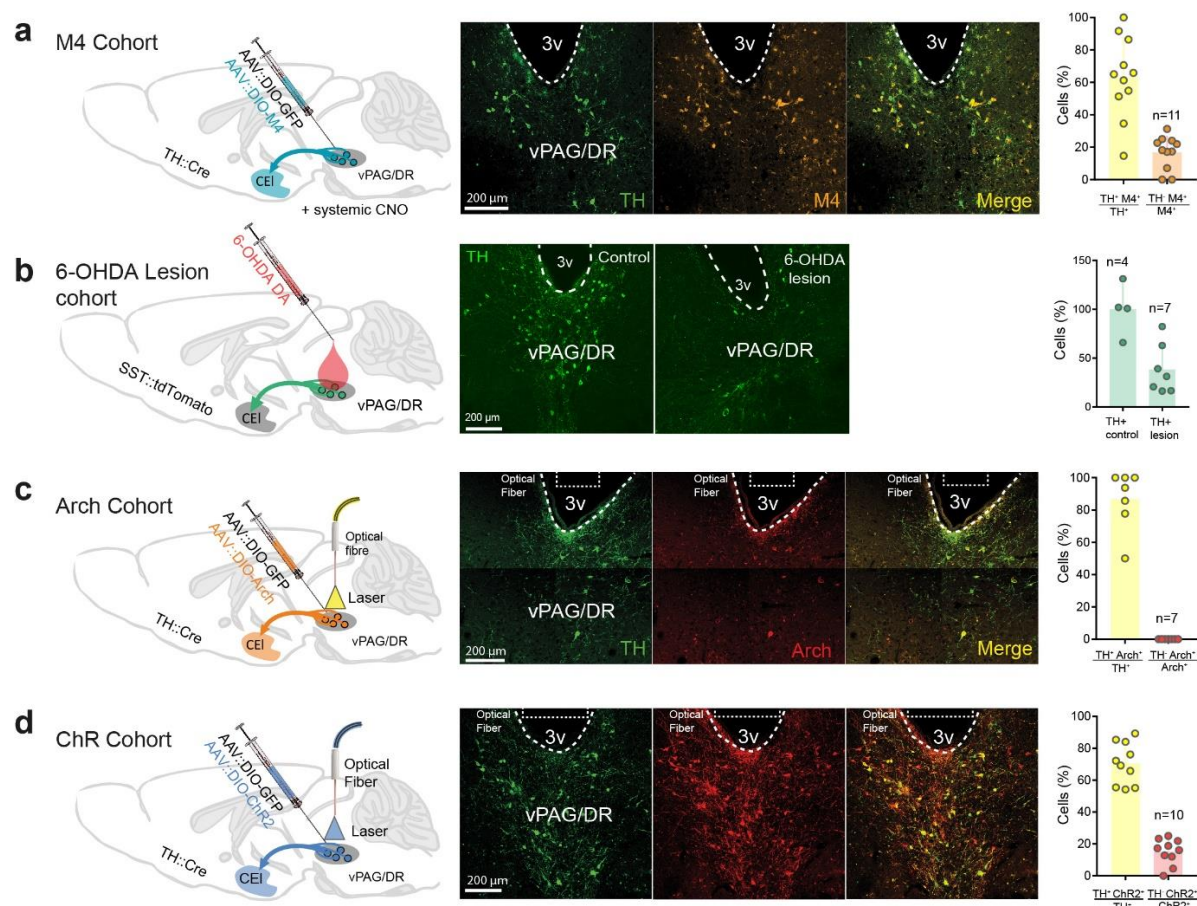 a
M4 Cohort
AAV::DIO-GFP
AAV::DIO-M4
TH::Cre
CEl
vPAG/DR
+ systemic CNO
3v
vPAG/DR
200 µm
TH
3v
M4
3v
Merge
Cells (%)
100
80
60
40
20
0
n=11
TH⁺ M4⁺
TH⁺
TH⁻ M4⁺
M4⁺
b
6-OHDA Lesion
cohort
6-OHDA DA
SST::tdTomato
CEl
vPAG/DR
TH
3v
Control
vPAG/DR
200 µm
3v
6-OHDA
lesion
vPAG/DR
Cells (%)
150
100
50
0
n=4
n=7
TH+
control
TH+
lesion
c
Arch Cohort
AAV::DIO-GFP
AAV::DIO-Arch
Optical
fibre
Laser
TH::Cre
CEl
vPAG/DR
Optical
Fiber
3v
vPAG/DR
200 µm
TH
Optical
Fiber
3v
Arch
Optical
Fiber
3v
Merge
Cells (%)
100
80
60
40
20
0
n=7
TH⁺ Arch⁺
TH⁺
TH⁻ Arch⁺
Arch⁺
d
ChR Cohort
AAV::DIO-GFP
AAV::DIO-ChR2
Optical
Fiber
Laser
TH::Cre
CEl
vPAG/DR
Optical
Fiber
3v
vPAG/DR
200 µm
Optical
Fiber
3v
Optical
Fiber
3v
Cells (%)
100
80
60
40
20
0
n=10
TH⁺ ChR2⁺
TH⁺
TH⁻ ChR2⁺
ChR2⁺